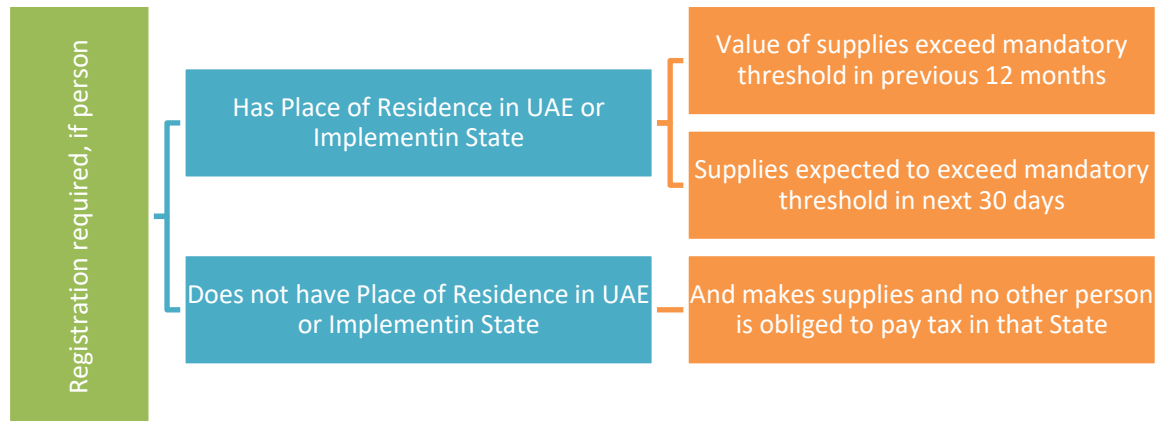 Registration required, if person
Has Place of Residence in UAE or
Implementin State
Value of supplies exceed mandatory
threshold in previous 12 months
Supplies expected to exceed mandatory
threshold in next 30 days
Does not have Place of Residence in UAE
or Implementin State
And makes supplies and no other person
is obliged to pay tax in that State